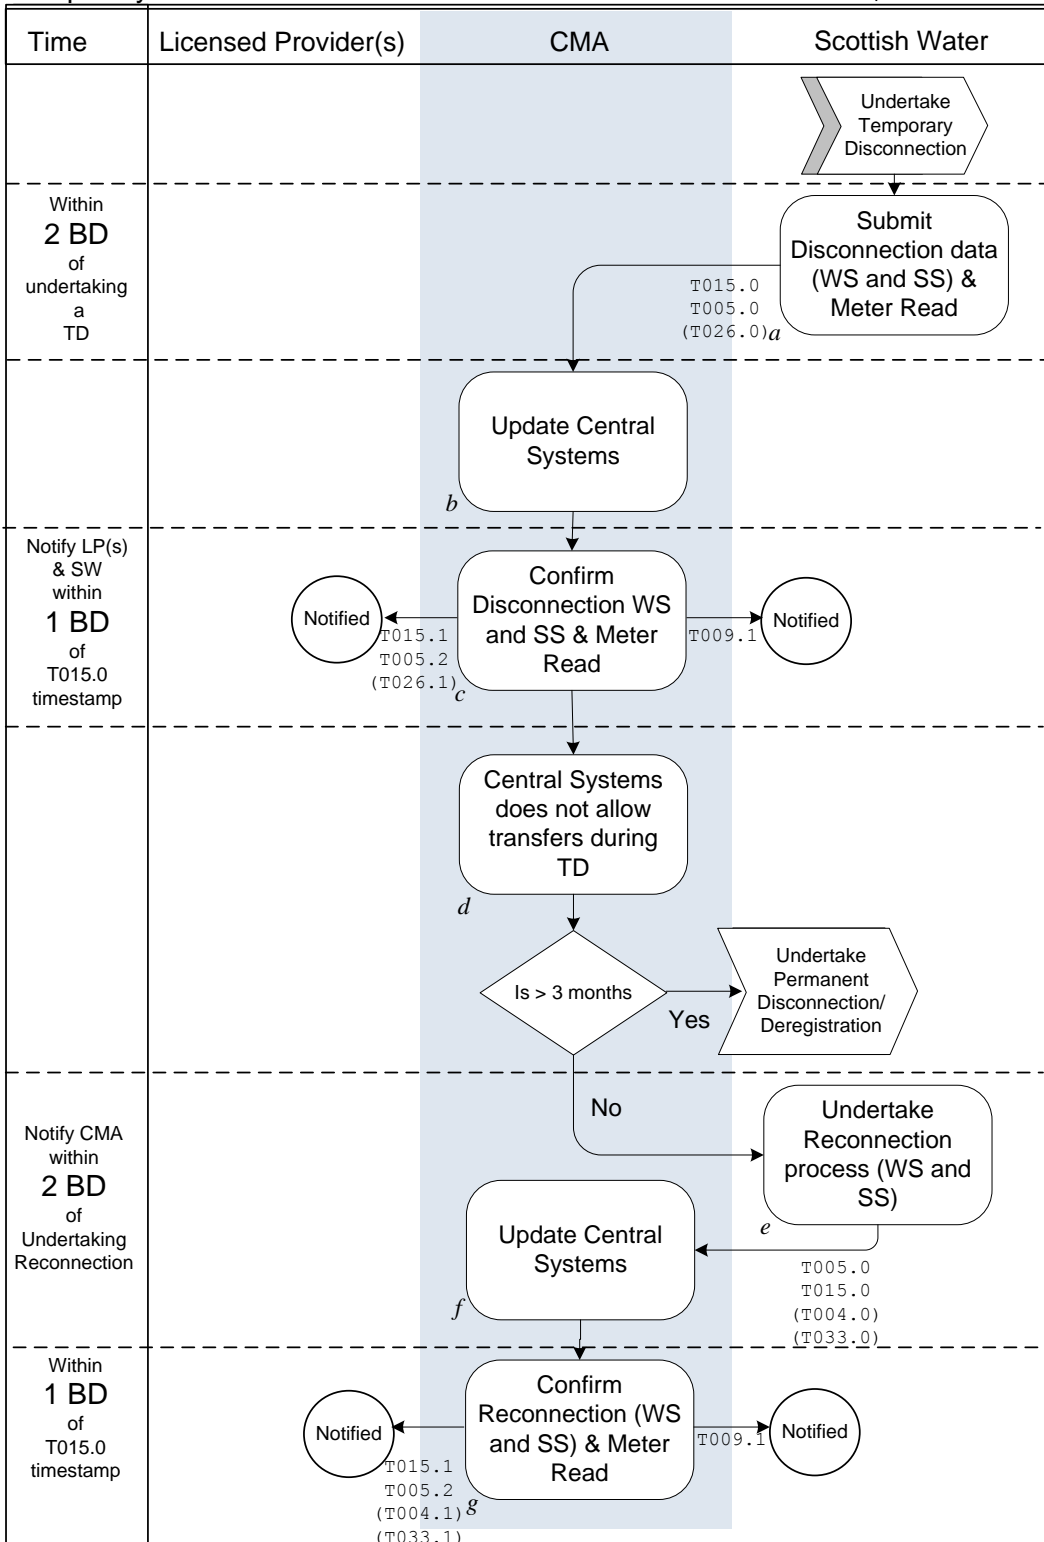 Time
Licensed Provider(s)
CMA
Scottish Water
Undertake
Temporary
Disconnection
Within
2 BD
of
undertaking
a
TD
Submit
Disconnection data
(WS and SS) &
Meter Read
T015.0
T005.0
(T026.0)
a
Update Central
Systems
b
Notify LP(s)
& SW
within
1 BD
of
T015.0
timestamp
Notified
Confirm
Disconnection WS
and SS & Meter
Read
Notified
T015.1
T005.2
(T026.1)
c
T009.1
Central Systems
does not allow
transfers during
TD
d
Is > 3 months
Yes
Undertake
Permanent
Disconnection/
Deregistration
No
Notify CMA
within
2 BD
of
Undertaking
Reconnection
Undertake
Reconnection
process (WS and
SS)
e
Update Central
Systems
f
T005.0
T015.0
(T004.0)
(T033.0)
Within
1 BD
of
T015.0
timestamp
Notified
Confirm
Reconnection (WS
and SS) & Meter
Read
Notified
T009.1
T015.1
T005.2
(T004.1)
(T033.1)
g